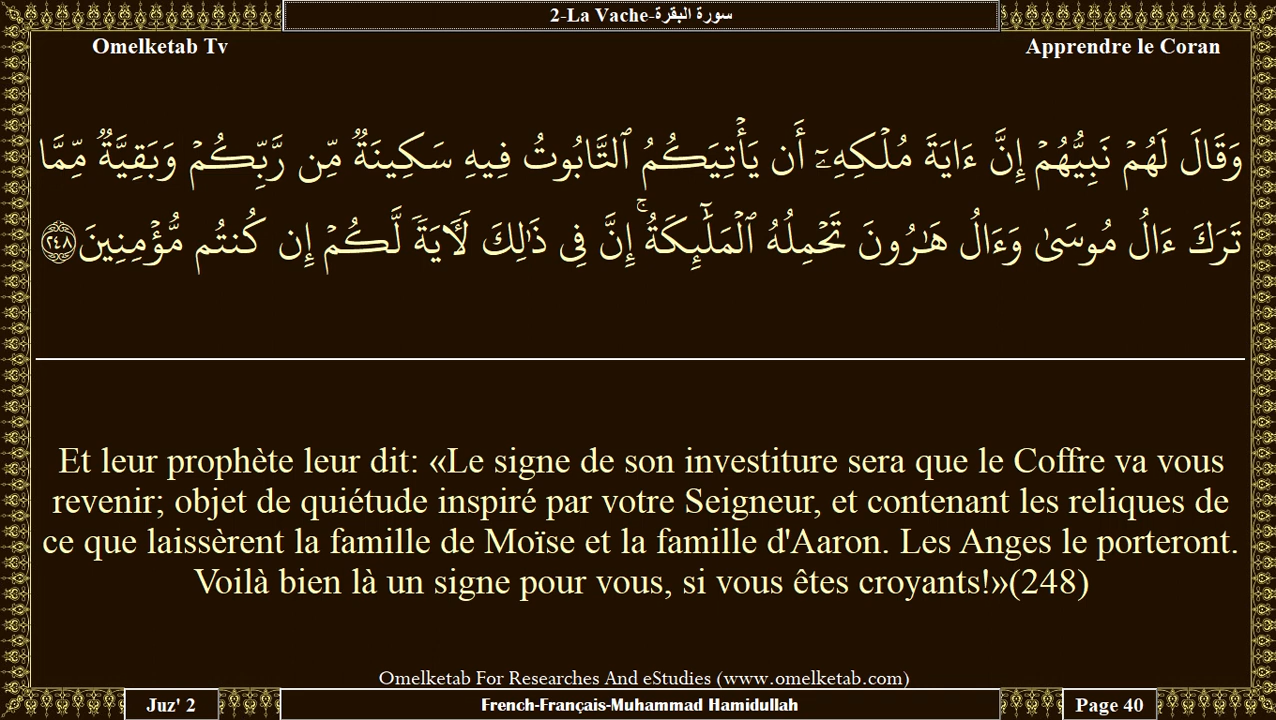 2-La Vache-سورة البقرة
Omelketab Tv
Apprendre le Coran
وَقَالَ لَهُمۡ نَبِيُّهُمۡ إِنَّ ءَايَةَ مُلۡكِهِۦٓ أَن يَأۡتِيَكُمُ ٱلتَّابُوتُ فِيهِ سَكِينَةٞ مِّن رَّبِّكُمۡ وَبَقِيَّةٞ مِّمَّا
تَرَكَ ءَالُ مُوسَىٰ وَءَالُ هَٰرُونَ تَحۡمِلُهُ ٱلۡمَلَٰٓئِكَةُۚ إِنَّ فِي ذَٰلِكَ لَأٓيَةٗ لَّكُمۡ إِن كُنتُم مُّؤۡمِنِينَ ٢٤٨
Et leur prophète leur dit: «Le signe de son investiture sera que le Coffre va vous
revenir; objet de quiétude inspiré par votre Seigneur, et contenant les reliques de
ce que laissèrent la famille de Moïse et la famille d'Aaron. Les Anges le porteront.
Voilà bien là un signe pour vous, si vous êtes croyants!»(248)
Omelketab For Researches And eStudies (www.omelketab.com)
Juz' 2
French-Français-Muhammad Hamidullah
Page 40